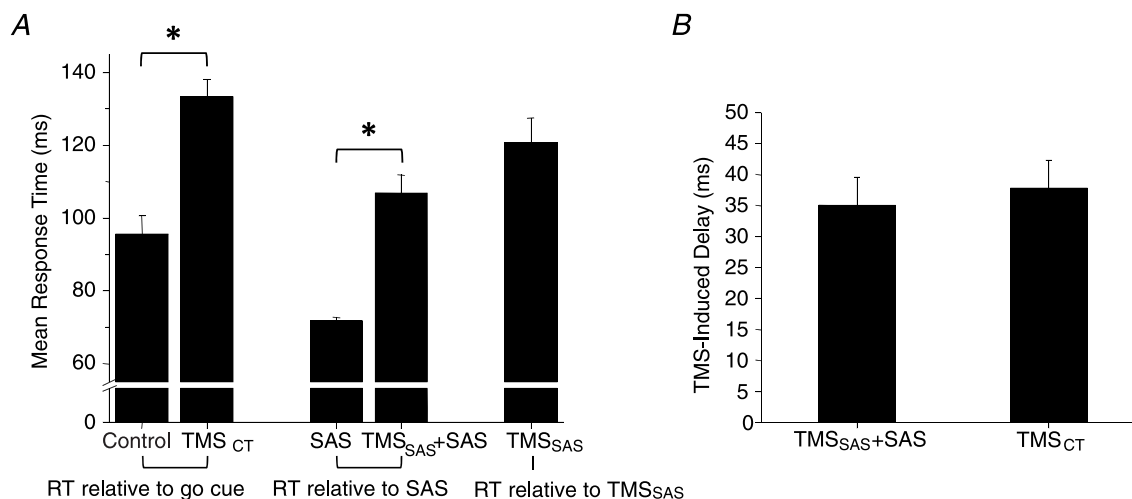 A
*
140
120
100
80
60
0
Mean Response Time (ms)
*
Control TMS CT SAS TMSSAS+SAS TMSSAS
RT relative to go cue RT relative to SAS RT relative to TMSSAS
B
50
45
40
35
30
25
20
15
10
5
0
TMS-Induced Delay (ms)
TMSSAS+SAS TMSCT